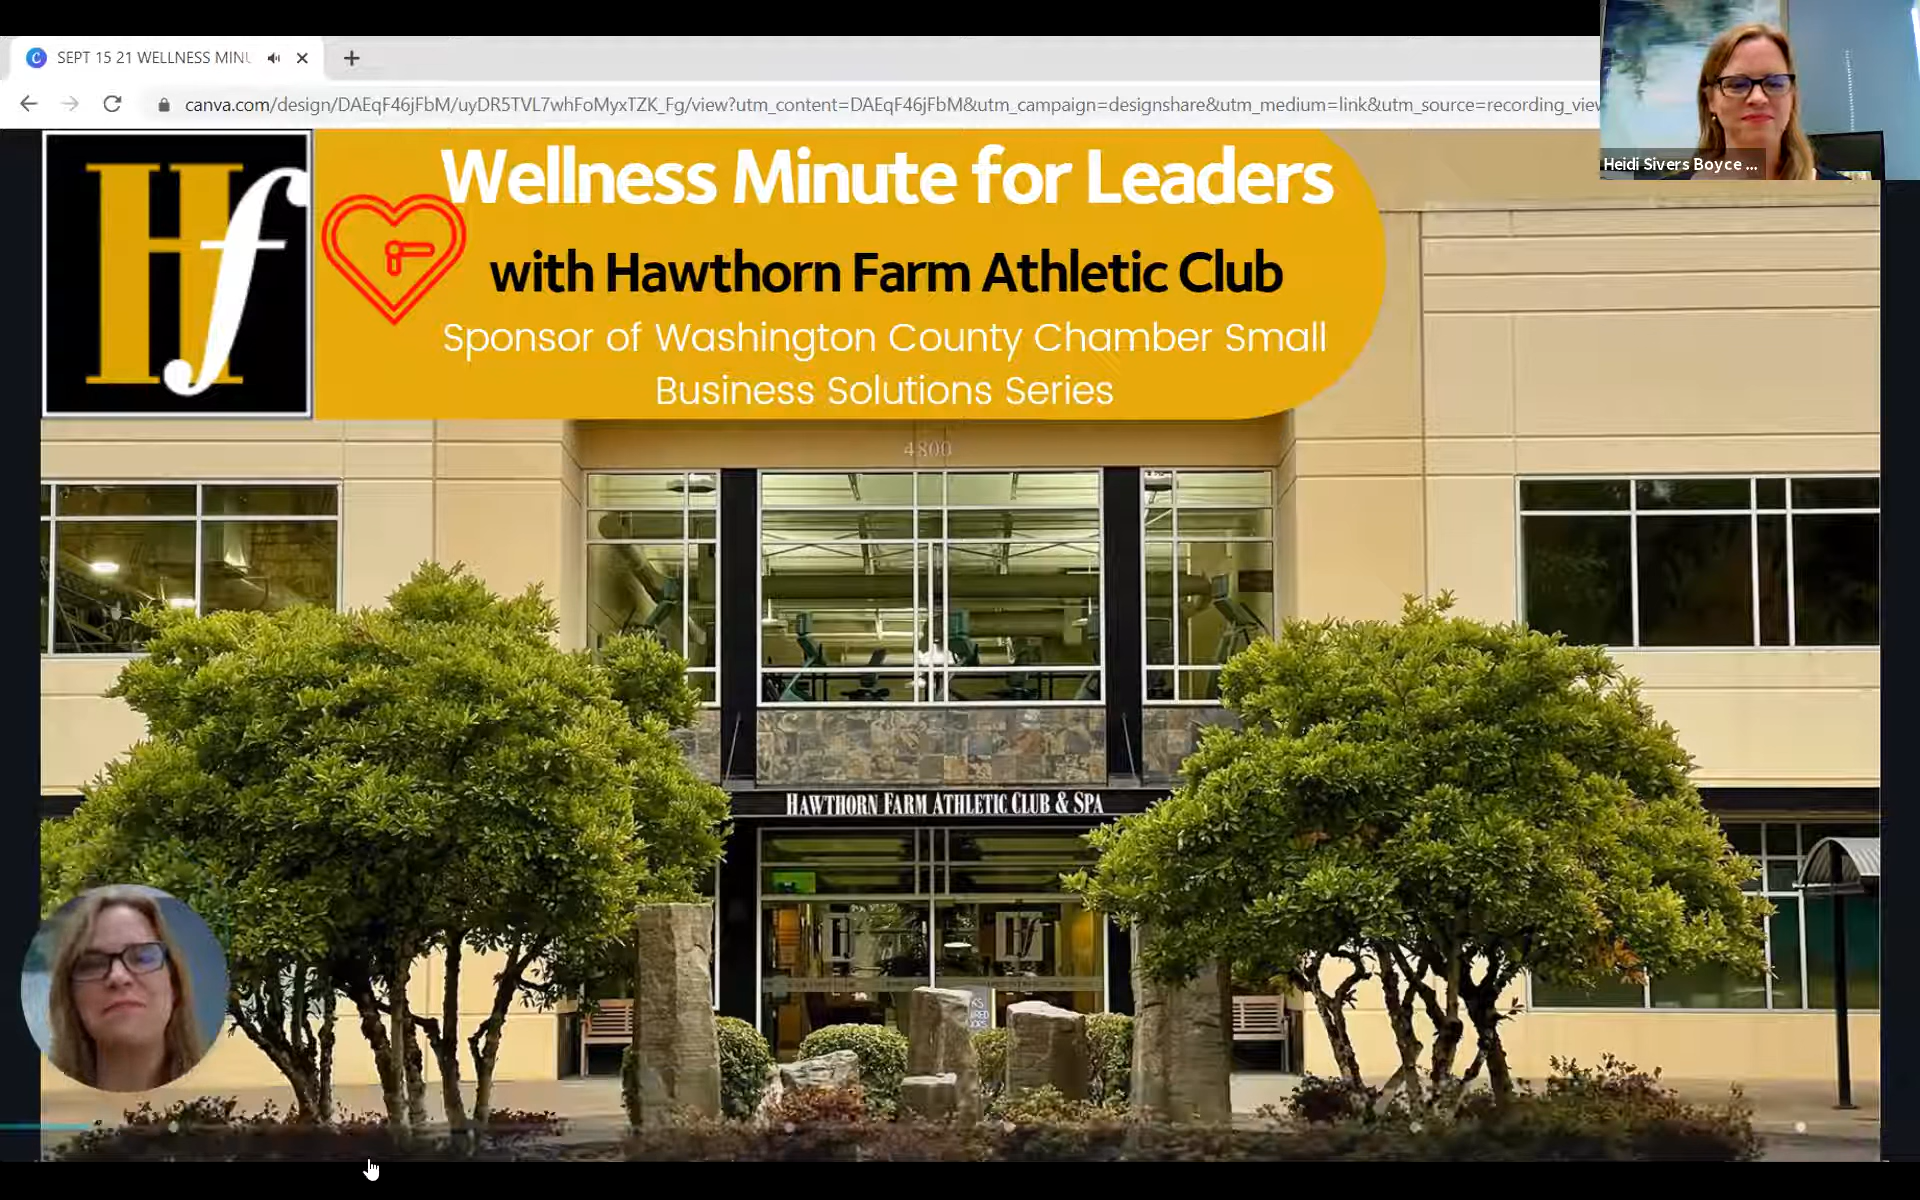 SEPT 15 21 WELLNESS MINU
canva.com/design/DAEqF46jFbM/uyDR5TVL7whFoMyxTZK_Fg/view?utm_content=DAEqF46jFbM&utm_campaign=designshare&utm_medium=link&utm_source=recording_view
Heidi Sivers Boyce ...
Hf
Wellness Minute for Leaders
with Hawthorn Farm Athletic Club
Sponsor of Washington County Chamber Small
Business Solutions Series
4800
HAWTHORN FARM ATHLETIC CLUB & SPA
Hf